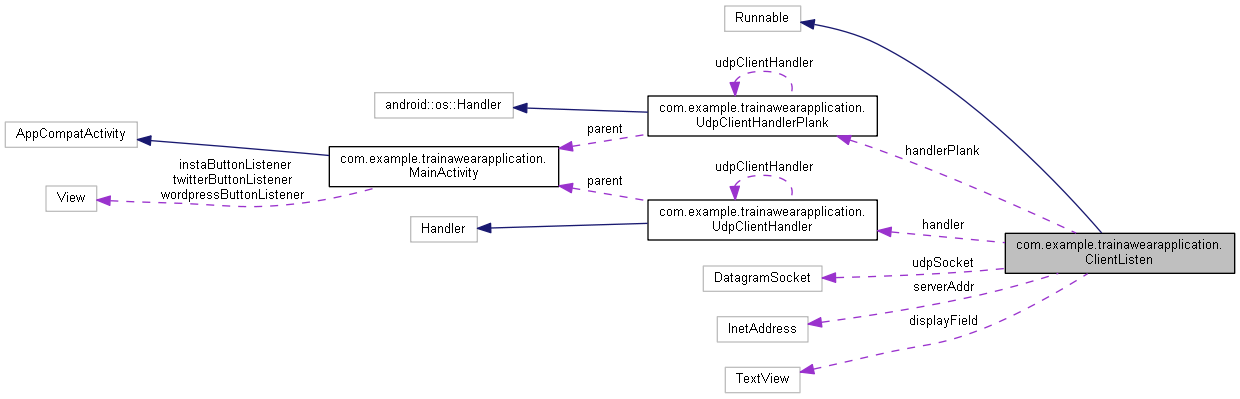 Runnable
udpClientHandler
android::os::Handler
com.example.trainawearapplication.
UdpClientHandlerPlank
AppCompatActivity
parent
handlerPlank
com.example.trainawearapplication.
MainActivity
instaButtonListener
twitterButtonListener
wordpressButtonListener
View
udpClientHandler
parent
com.example.trainawearapplication.
UdpClientHandler
Handler
handler
com.example.trainawearapplication.
ClientListen
udpSocket
DatagramSocket
serverAddr
InetAddress
displayField
TextView